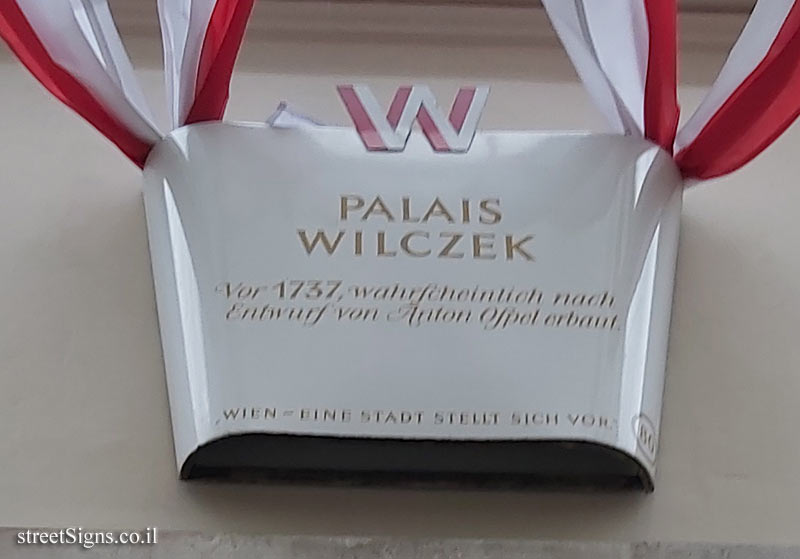 W
PALAIS
WILCZEK
Vor 1737, wahrſcheinlich nach
Entwurf von Anton Oſpel erbaut.
„WIEN – EINE STADT STELLT SICH VOR.“
80
streetSigns.co.il